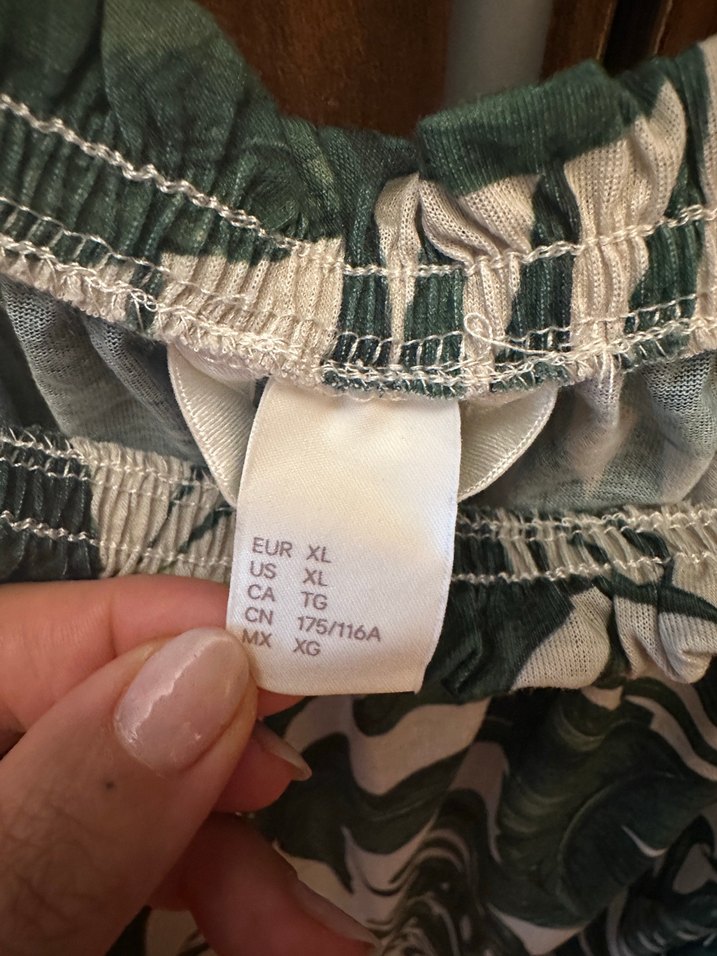 EUR XL
US XL
CA TG
CN 175/116A
MX XG